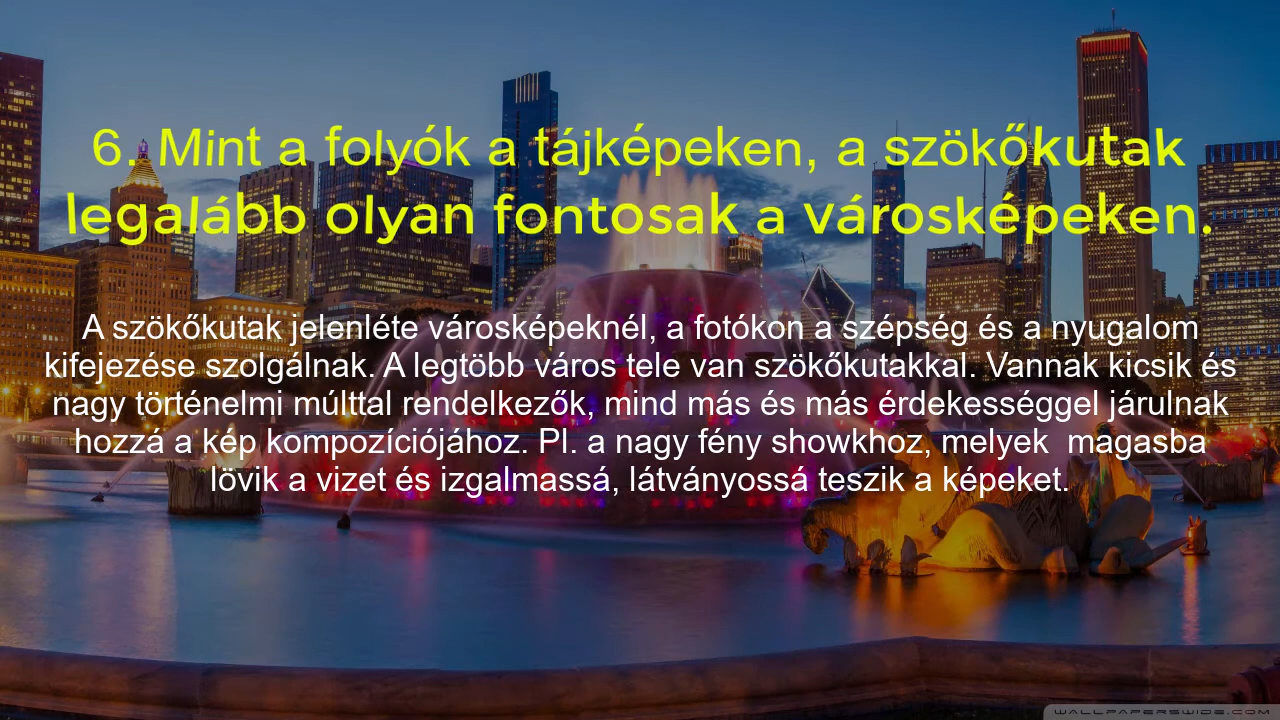 6. Mint a folyók a tájképeken, a szökőkutak
legalább olyan fontosak a városképeken.
A szökőkutak jelenléte városképeknél, a fotókon a szépség és a nyugalom
kifejezése szolgálnak. A legtöbb város tele van szökőkutakkal. Vannak kicsik és
nagy történelmi múlttal rendelkezők, mind más és más érdekességgel járulnak
hozzá a kép kompozíciójához. Pl. a nagy fény showkhoz, melyek  magasba
lövik a vizet és izgalmassá, látványossá teszik a képeket.
WALLPAPERSWIDE.COM